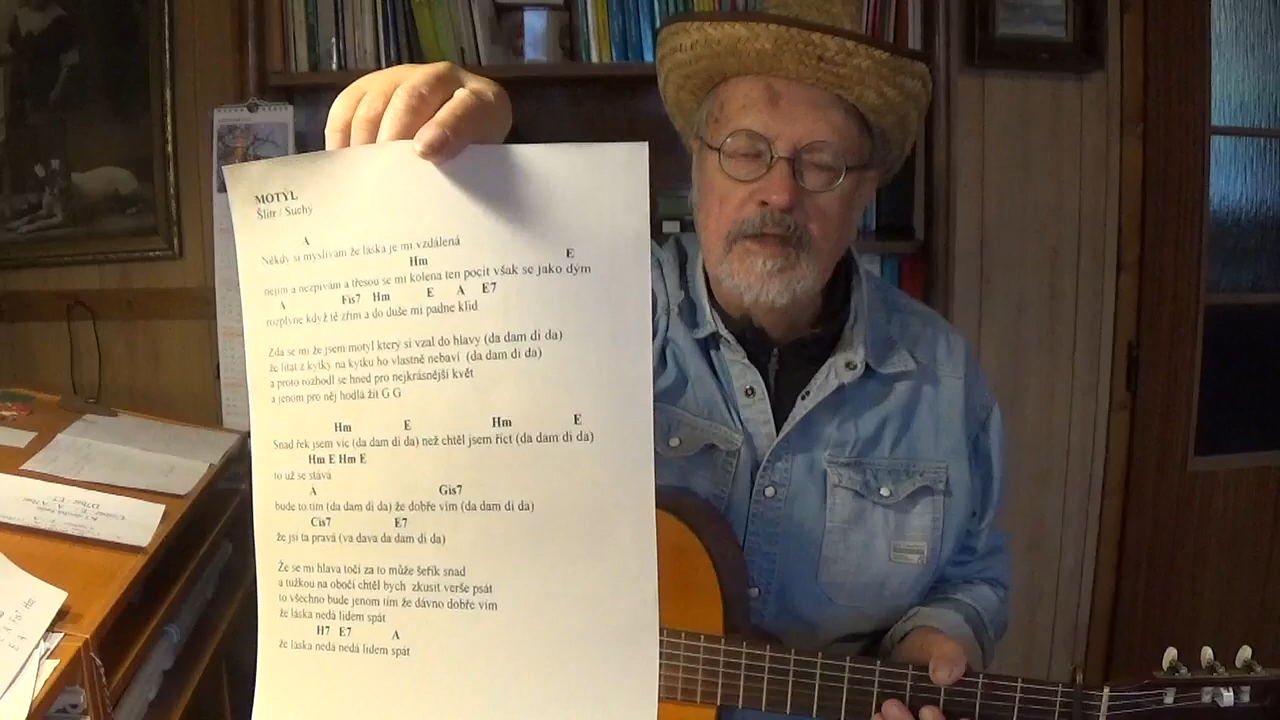 MOTÝL
Šlitr / Suchý
A
Někdy si myslívám že láska je mi vzdálená
Hm E
nejím a nezpívám a třesou se mi kolena ten pocit však se jako dým
A Fis7 Hm E A E7
rozplyne když tě zřím a do duše mi padne klid
Zdá se mi že jsem motýl který si vzal do hlavy (da dam di da)
že lítat z kytky na kytku ho vlastně nebaví (da dam di da)
a proto rozhodl se hned pro nejkrásnější květ
a jenom pro něj hodlá žít G G
Hm E Hm E
Snad řek jsem víc (da dam di da) než chtěl jsem říct (da dam di da)
Hm E Hm E
to už se stává
A Gis7
bude to tím (da dam di da) že dobře vím (da dam di da)
Cis7 E7
že jsi ta pravá (va dava da dam di da)
Že se mi hlava točí za to může šeřík snad
a tužkou na obočí chtěl bych zkusit verše psát
to všechno bude jenom tím že dávno dobře vím
že láska nedá lidem spát
H7 E7 A
že láska nedá nedá lidem spát